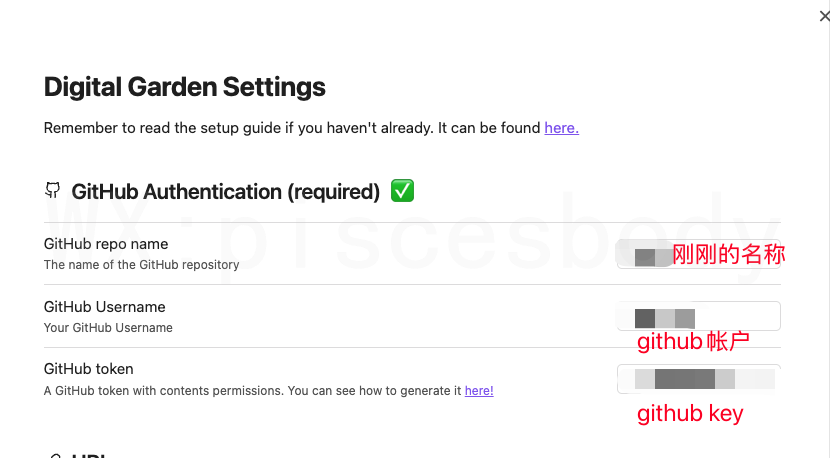 Digital Garden Settings
Remember to read the setup guide if you haven't already. It can be found here.
GitHub Authentication (required) ✅
WX:piscesbody
GitHub repo name
The name of the GitHub repository
刚刚的名称
GitHub Username
Your GitHub Username
github 帐户
GitHub token
A GitHub token with contents permissions. You can see how to generate it here!
github key